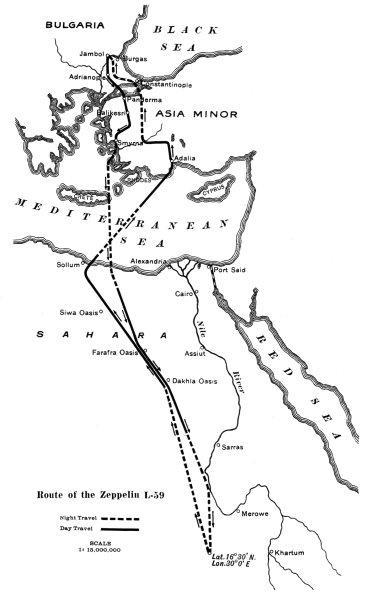 BULGARIA
BLACK
SEA
Jambol
Burgas
Adrianople
Constantinople
Panderma
Balikesri
ASIA MINOR
Smyrna
Adalia
RHODES
CYPRUS
CRETE
MEDITERRANEAN
SEA
Sollum
Alexandria
Port Said
Cairo
Siwa Oasis
Nile
River
SAHARA
Farafra Oasis
Assiut
RED SEA
Dakhla Oasis
Sarras
Route of the Zeppelin L-59
Night Travel
Day Travel
SCALE
1: 15,000,000
Merowe
Khartum
Lat. 16°30' N.
Lon. 30°0' E